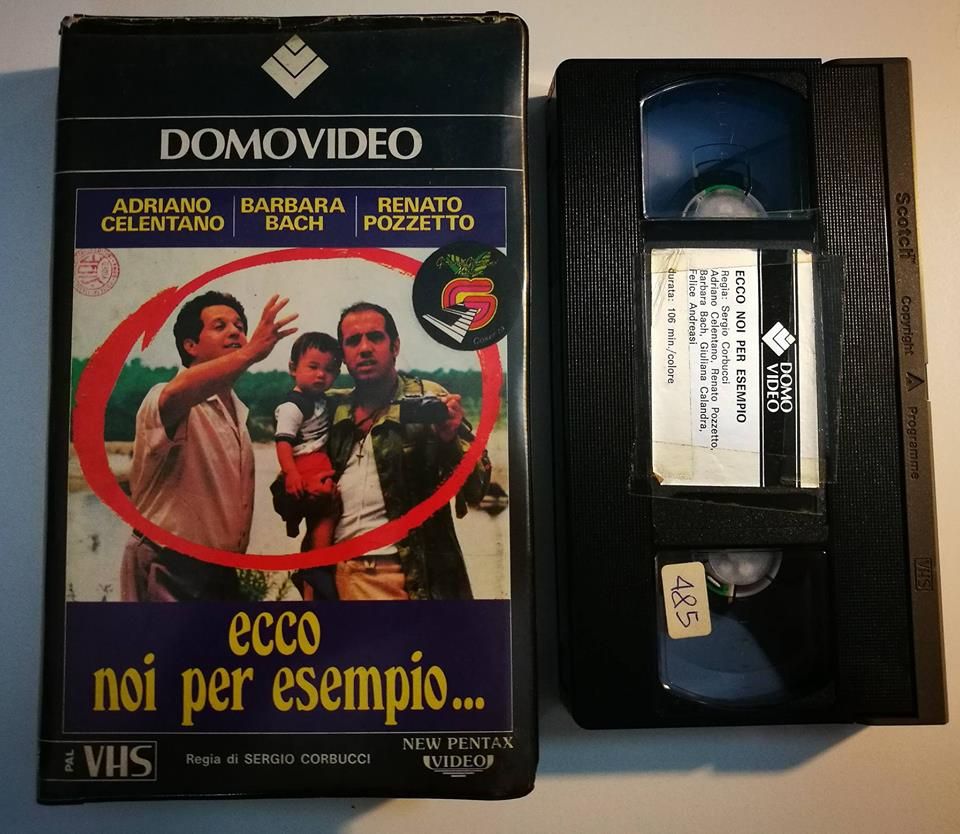 DOMOVIDEO
ADRIANO CELENTANO
BARBARA BACH
RENATO POZZETTO
G
ecco
noi per esempio...
PAL
VHS
Regia di SERGIO CORBUCCI
NEW PENTAX
VIDEO
DOMO
VIDEO
ECCO NOI PER ESEMPIO
Regia: Sergio Corbucci
Adriano Celentano, Renato Pozzetto,
Barbara Bach, Giuliana Calandra,
Felice Andreasi
durata: 106 min./colore
485
Scotch™ Copyright Programme VHS